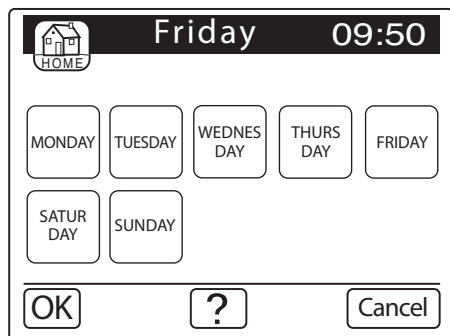 HOME
Friday
09:50
MONDAY
TUESDAY
WEDNES
DAY
THURS
DAY
FRIDAY
SATUR
DAY
SUNDAY
OK
?
Cancel